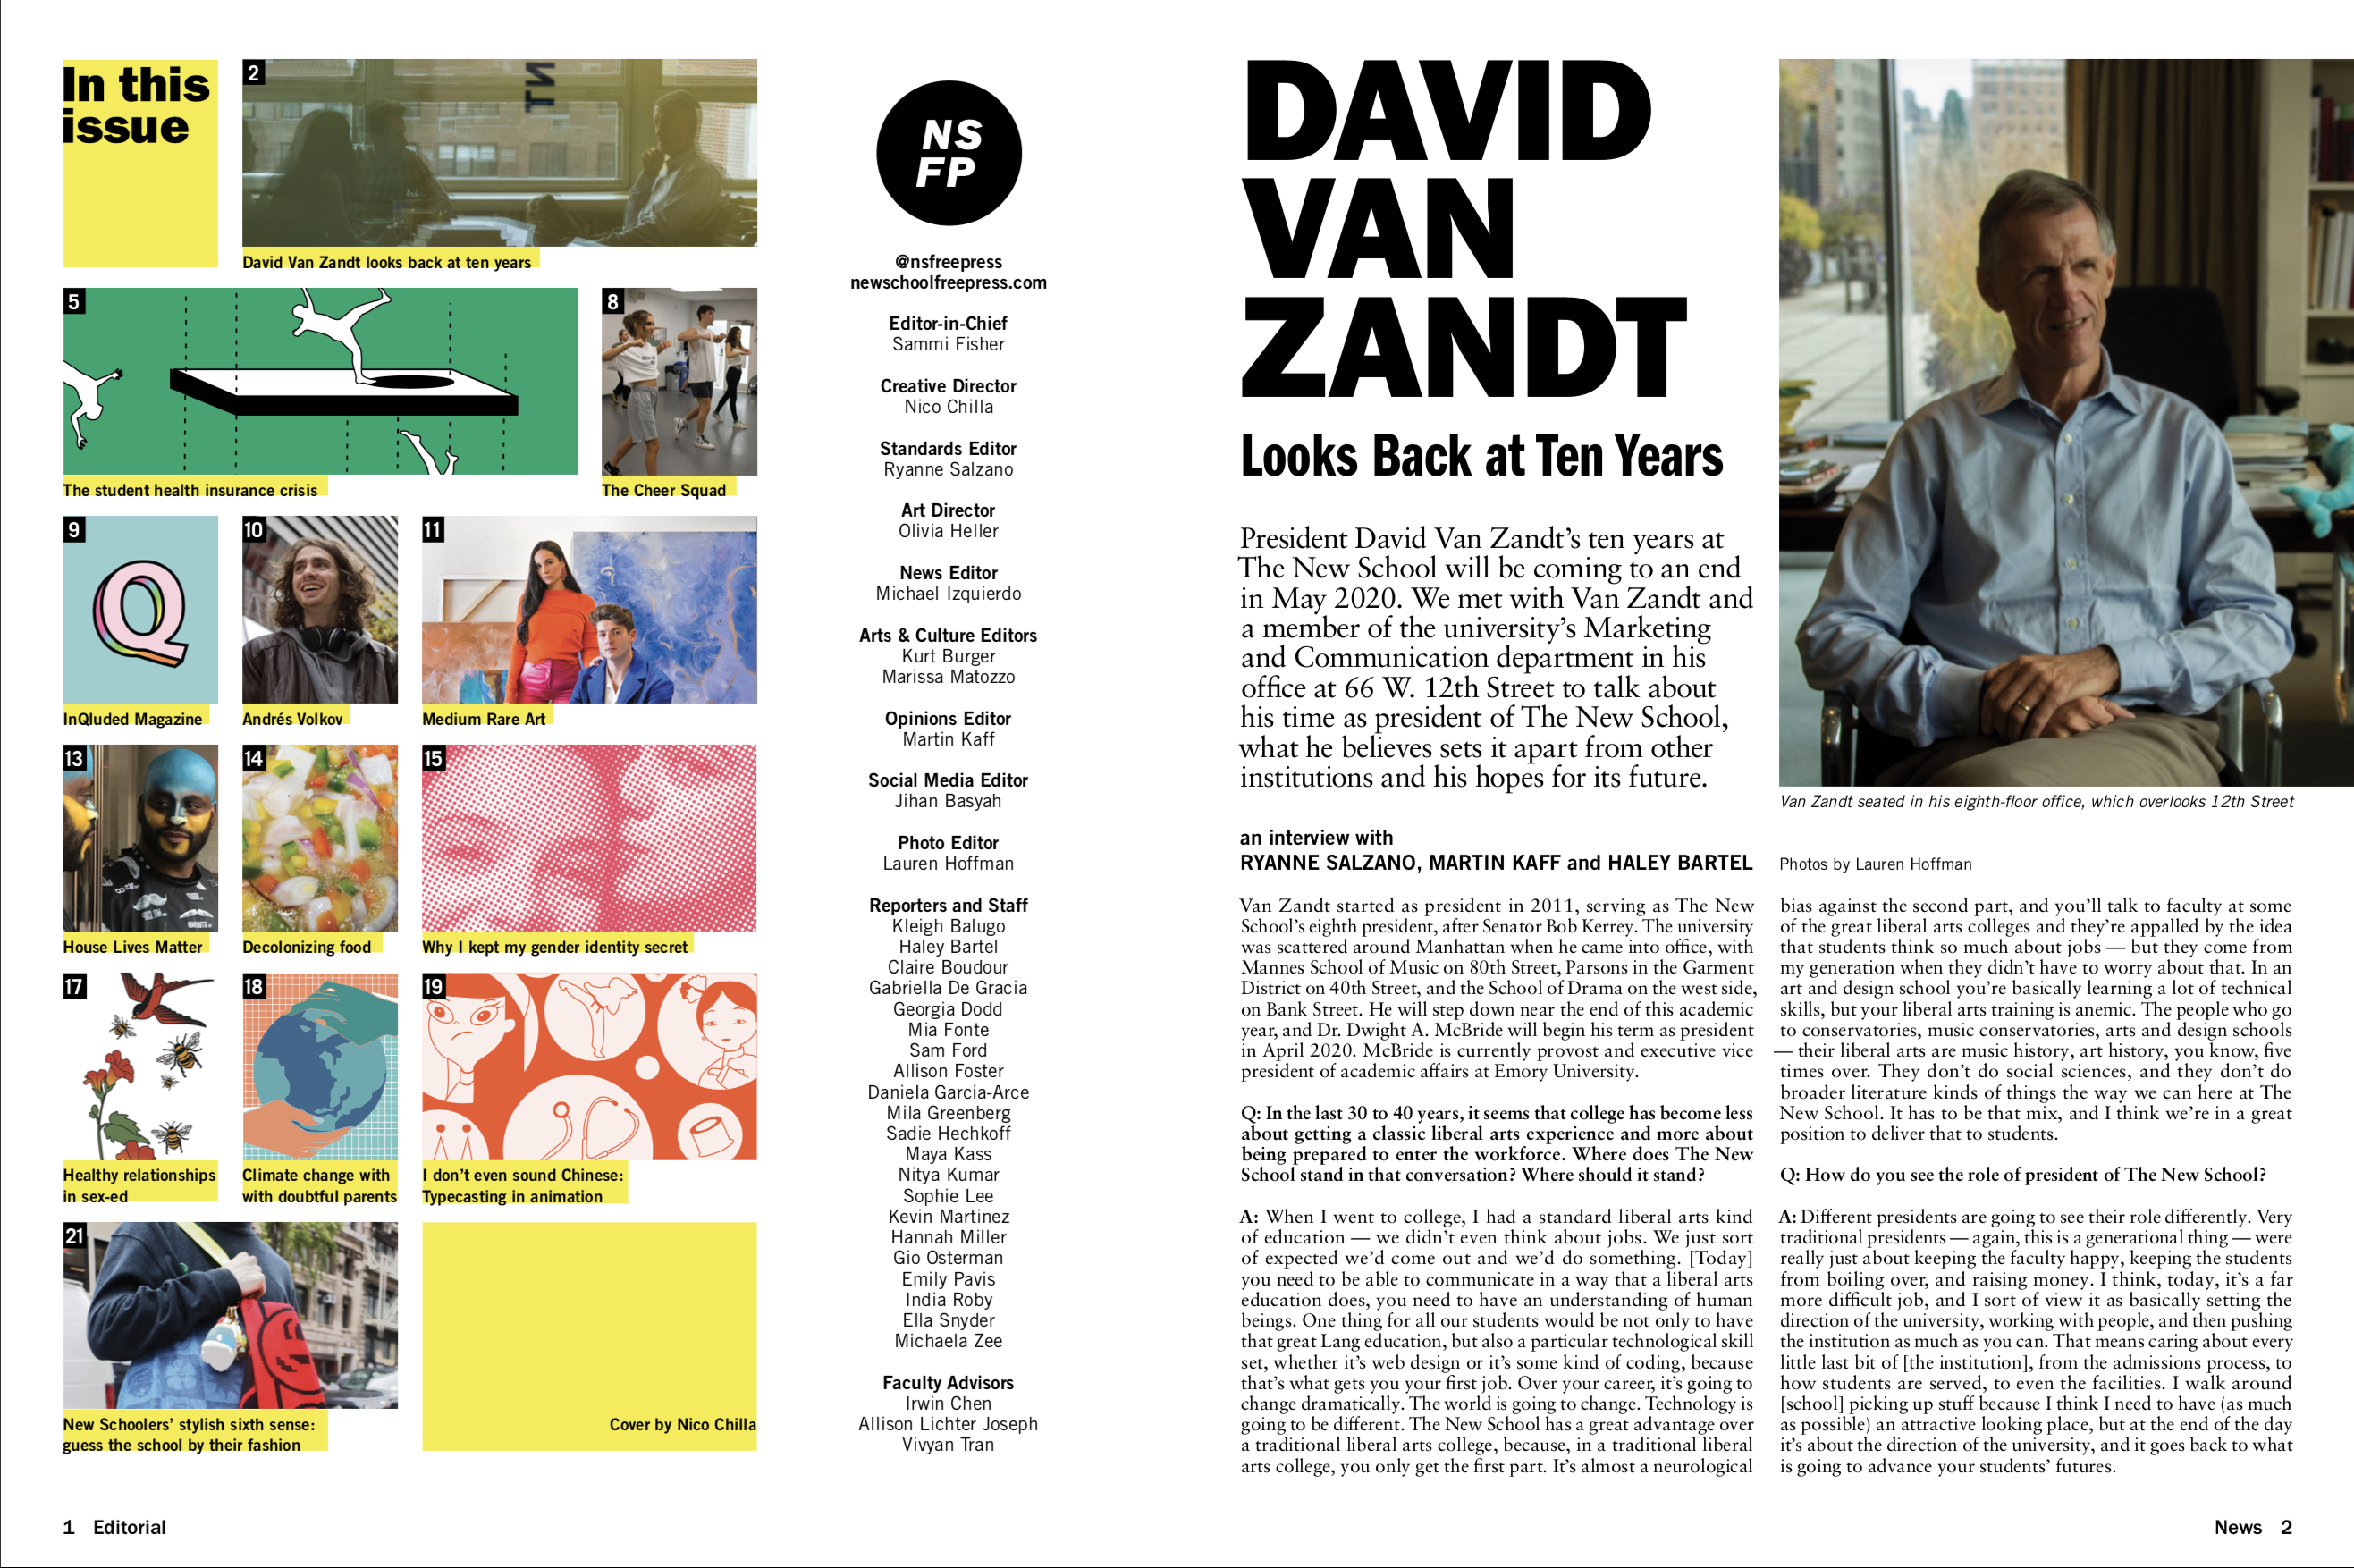 In this
issue
2
David Van Zandt looks back at ten years
5
The student health insurance crisis
8
The Cheer Squad
9
Q
InQluded Magazine
10
Andrés Volkov
11
Medium Rare Art
13
House Lives Matter
14
Decolonizing food
15
Why I kept my gender identity secret
17
Healthy relationships
in sex-ed
18
Climate change with
with doubtful parents
19
I don’t even sound Chinese:
Typecasting in animation
21
New Schoolers’ stylish sixth sense:
guess the school by their fashion
Cover by Nico Chilla
1 Editorial
NS
FP
@nsfreepress
newschoolfreepress.com
Editor-in-Chief
Sammi Fisher
Creative Director
Nico Chilla
Standards Editor
Ryanne Salzano
Art Director
Olivia Heller
News Editor
Michael Izquierdo
Arts & Culture Editors
Kurt Burger
Marissa Matozzo
Opinions Editor
Martin Kaff
Social Media Editor
Jihan Basyah
Photo Editor
Lauren Hoffman
Reporters and Staff
Kleigh Balugo
Haley Bartel
Claire Boudour
Gabriella De Gracia
Georgia Dodd
Mia Fonte
Sam Ford
Allison Foster
Daniela Garcia-Arce
Mila Greenberg
Sadie Hechkoff
Maya Kass
Nitya Kumar
Sophie Lee
Kevin Martinez
Hannah Miller
Gio Osterman
Emily Pavis
India Roby
Ella Snyder
Michaela Zee
Faculty Advisors
Irwin Chen
Allison Lichter Joseph
Vivyan Tran
DAVID
VAN
ZANDT
Looks Back at Ten Years
President David Van Zandt’s ten years at
The New School will be coming to an end
in May 2020. We met with Van Zandt and
a member of the university’s Marketing
and Communication department in his
office at 66 W. 12th Street to talk about
his time as president of The New School,
what he believes sets it apart from other
institutions and his hopes for its future.
an interview with
RYANNE SALZANO, MARTIN KAFF and HALEY BARTEL
Van Zandt started as president in 2011, serving as The New
School’s eighth president, after Senator Bob Kerrey. The university
was scattered around Manhattan when he came into office, with
Mannes School of Music on 80th Street, Parsons in the Garment
District on 40th Street, and the School of Drama on the west side,
on Bank Street. He will step down near the end of this academic
year, and Dr. Dwight A. McBride will begin his term as president
in April 2020. McBride is currently provost and executive vice
president of academic affairs at Emory University.
Q: In the last 30 to 40 years, it seems that college has become less
about getting a classic liberal arts experience and more about
being prepared to enter the workforce. Where does The New
School stand in that conversation? Where should it stand?
A: When I went to college, I had a standard liberal arts kind
of education — we didn’t even think about jobs. We just sort
of expected we’d come out and we’d do something. [Today]
you need to be able to communicate in a way that a liberal arts
education does, you need to have an understanding of human
beings. One thing for all our students would be not only to have
that great Lang education, but also a particular technological skill
set, whether it’s web design or it’s some kind of coding, because
that’s what gets you your first job. Over your career, it’s going to
change dramatically. The world is going to change. Technology is
going to be different. The New School has a great advantage over
a traditional liberal arts college, because, in a traditional liberal
arts college, you only get the first part. It’s almost a neurological
Van Zandt seated in his eighth-floor office, which overlooks 12th Street
Photos by Lauren Hoffman
bias against the second part, and you’ll talk to faculty at some
of the great liberal arts colleges and they’re appalled by the idea
that students think so much about jobs — but they come from
my generation when they didn’t have to worry about that. In an
art and design school you’re basically learning a lot of technical
skills, but your liberal arts training is anemic. The people who go
to conservatories, music conservatories, arts and design schools
— their liberal arts are music history, art history, you know, five
times over. They don’t do social sciences, and they don’t do
broader literature kinds of things the way we can here at The
New School. It has to be that mix, and I think we’re in a great
position to deliver that to students.
Q: How do you see the role of president of The New School?
A: Different presidents are going to see their role differently. Very
traditional presidents — again, this is a generational thing — were
really just about keeping the faculty happy, keeping the students
from boiling over, and raising money. I think, today, it’s a far
more difficult job, and I sort of view it as basically setting the
direction of the university, working with people, and then pushing
the institution as much as you can. That means caring about every
little last bit of [the institution], from the admissions process, to
how students are served, to even the facilities. I walk around
[school] picking up stuff because I think I need to have (as much
as possible) an attractive looking place, but at the end of the day
it’s about the direction of the university, and it goes back to what
is going to advance your students’ futures.
News 2